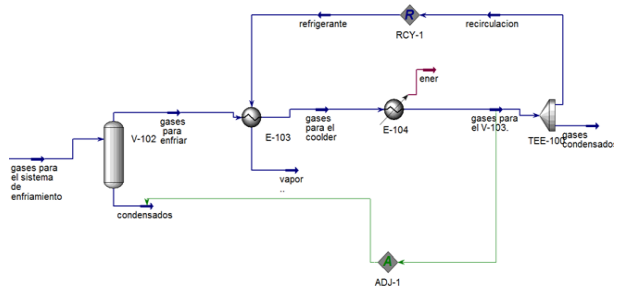 refrigerante
R
RCY-1
recirculacion
ener
V-102
gases
para
enfriar
E-103
gases
para el
coolder
E-104
gases para
el V-103.
TEE-100
gases
condensados
gases para
el sistema
de
enfriamiento
vapor
..
condensados
A
ADJ-1